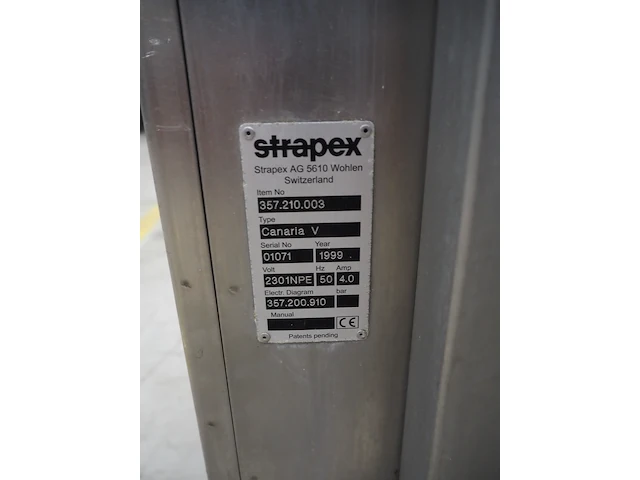 strapex
Strapex AG 5610 Wohlen
Switzerland
Item No
357.210.003
Type
Canaria V
Serial No Year
01071 1999
Volt Hz Amp
2301NPE 50 4.0
Electr. Diagram bar
357.200.910
Manual
CE
Patents pending